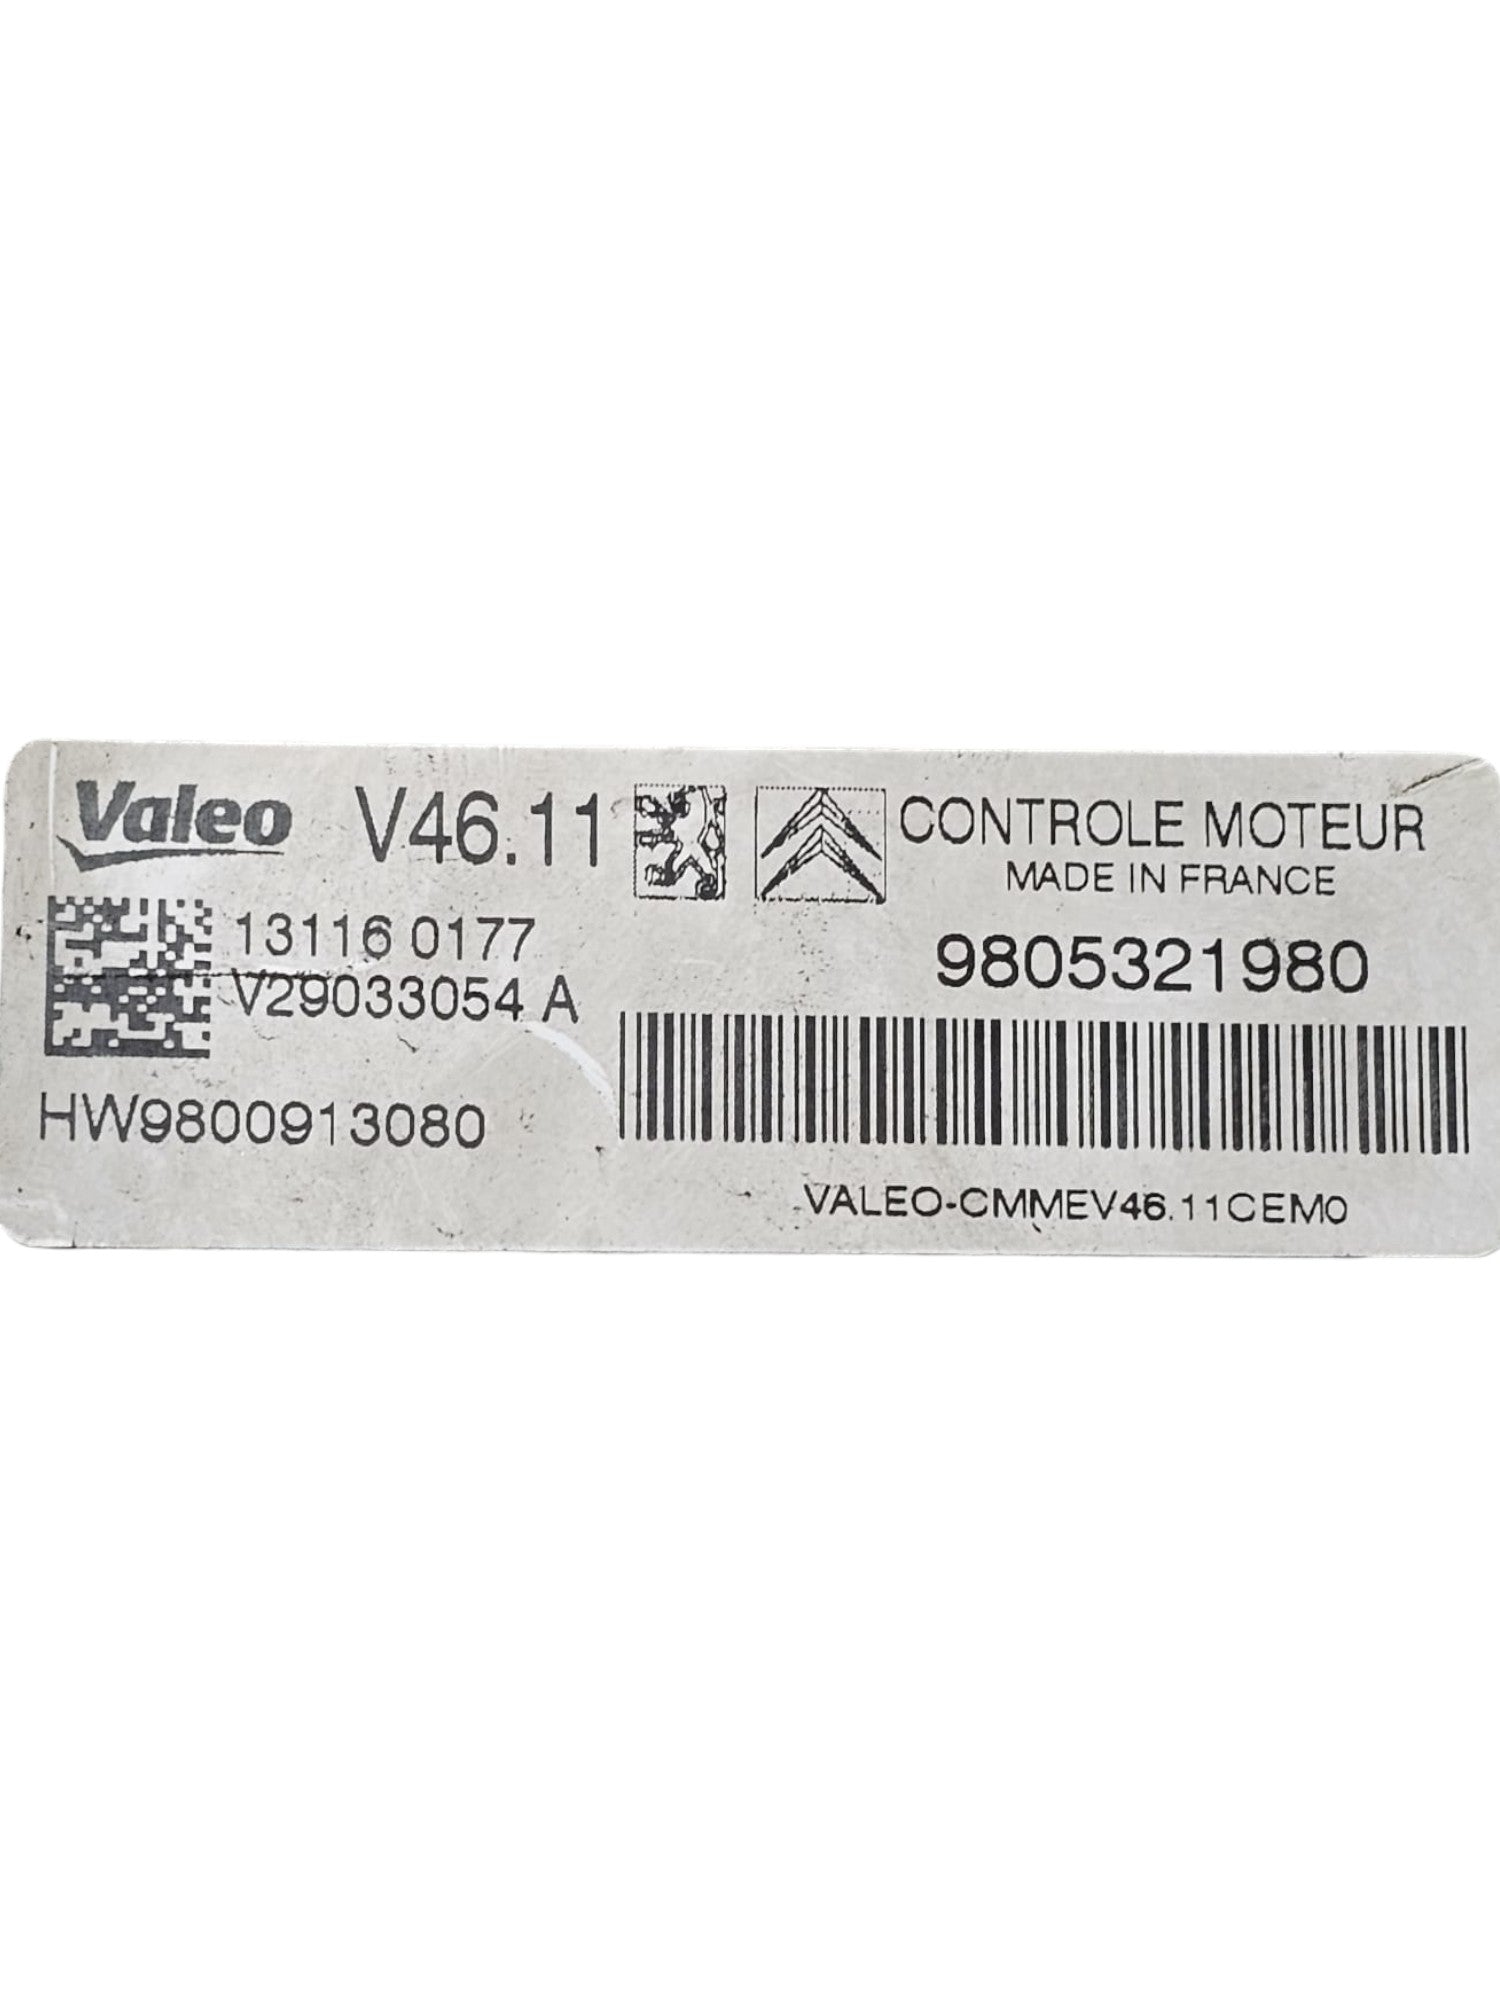 Valeo V46.11 CONTROLE MOTEUR
MADE IN FRANCE
13116 0177
9805321980
V29033054 A
HW9800913080
VALEO-CMMEV46.11CEM0